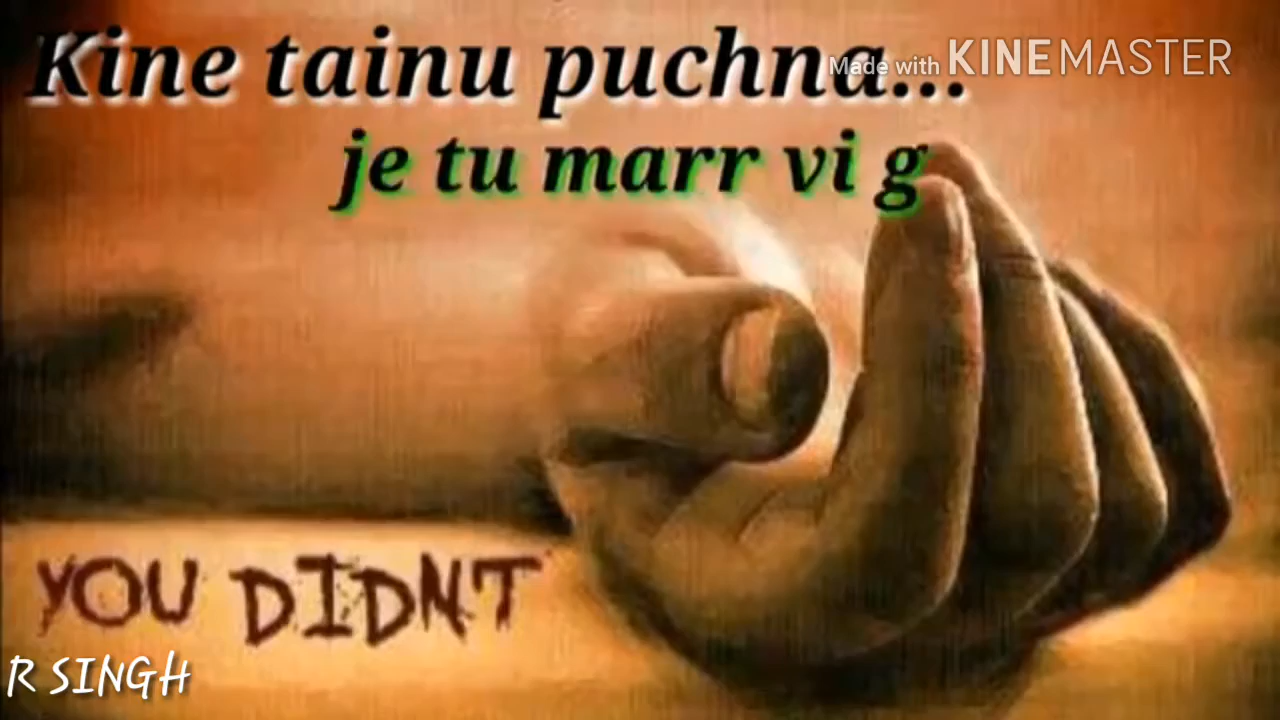 Kine tainu puchna...
Made with KINEMASTER
je tu marr vi g
YOU DIDNT
R SINGH